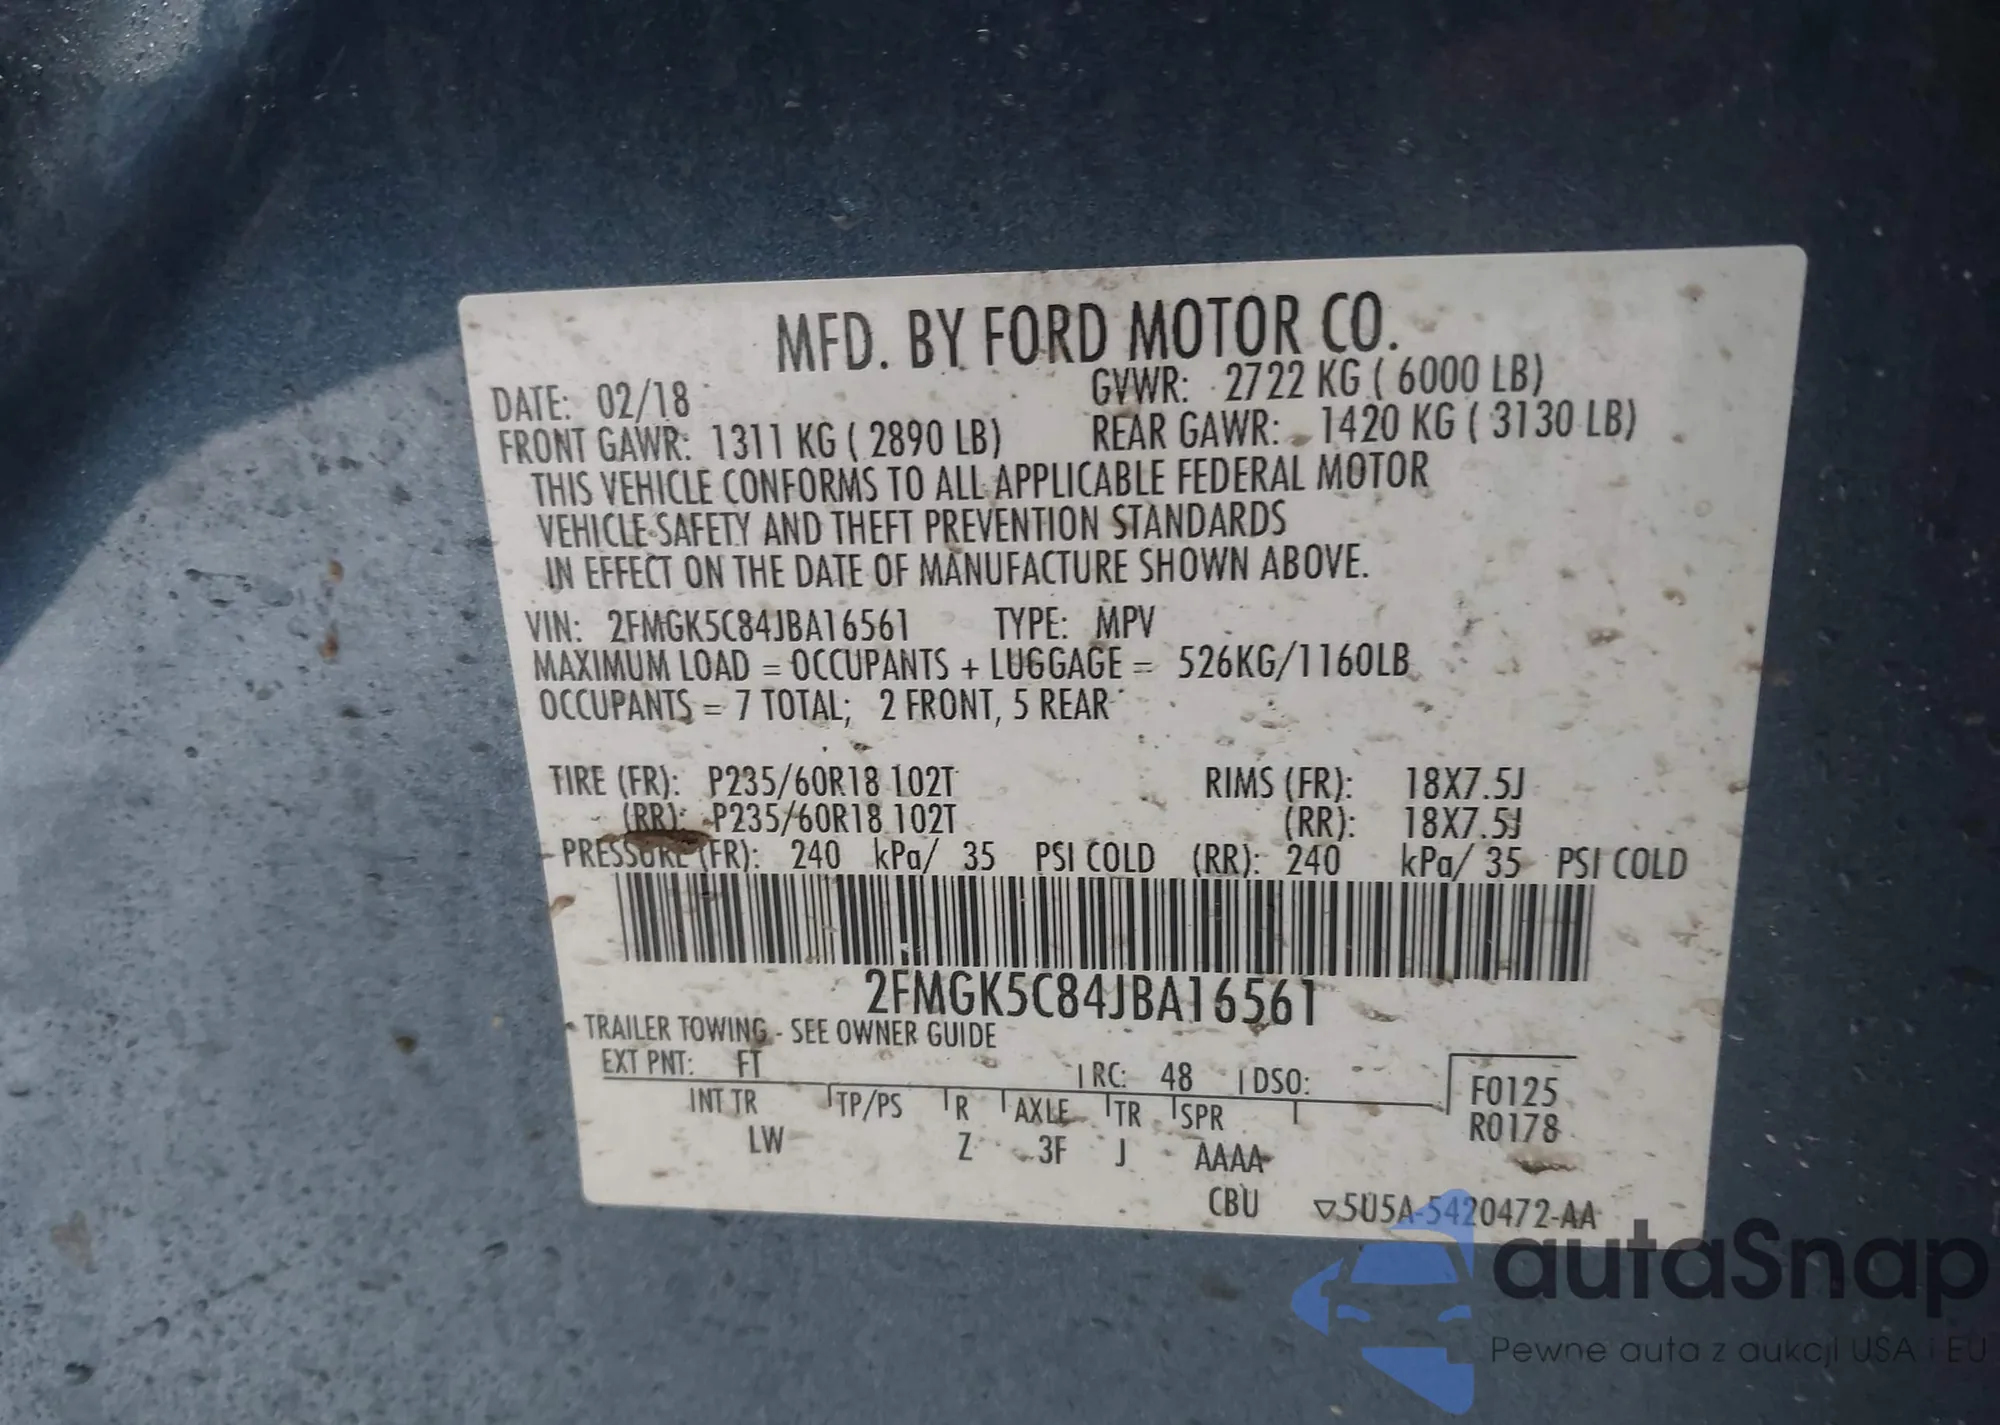 MFD. BY FORD MOTOR CO.
DATE: 02/18 GVWR: 2722 KG ( 6000 LB)
FRONT GAWR: 1311 KG ( 2890 LB) REAR GAWR: 1420 KG ( 3130 LB)
THIS VEHICLE CONFORMS TO ALL APPLICABLE FEDERAL MOTOR
VEHICLE SAFETY AND THEFT PREVENTION STANDARDS
IN EFFECT ON THE DATE OF MANUFACTURE SHOWN ABOVE.
VIN: 2FMGK5C84JBA16561 TYPE: MPV
MAXIMUM LOAD = OCCUPANTS + LUGGAGE = 526KG/1160LB
OCCUPANTS = 7 TOTAL; 2 FRONT, 5 REAR
TIRE (FR): P235/60R18 102T RIMS (FR): 18X7.5J
(RR): P235/60R18 102T (RR): 18X7.5J
PRESSURE (FR): 240 kPa/ 35 PSI COLD (RR): 240 kPa/ 35 PSI COLD
2FMGK5C84JBA16561
TRAILER TOWING - SEE OWNER GUIDE
EXT PNT: FT RC: 48 DSO: F0125
INT TR TP/PS R AXLE TR SPR R0178
LW Z 3F J AAAA
CBU ▽5U5A-5420472-AA
autaSnap
Pewne auta z aukcji USA i EU